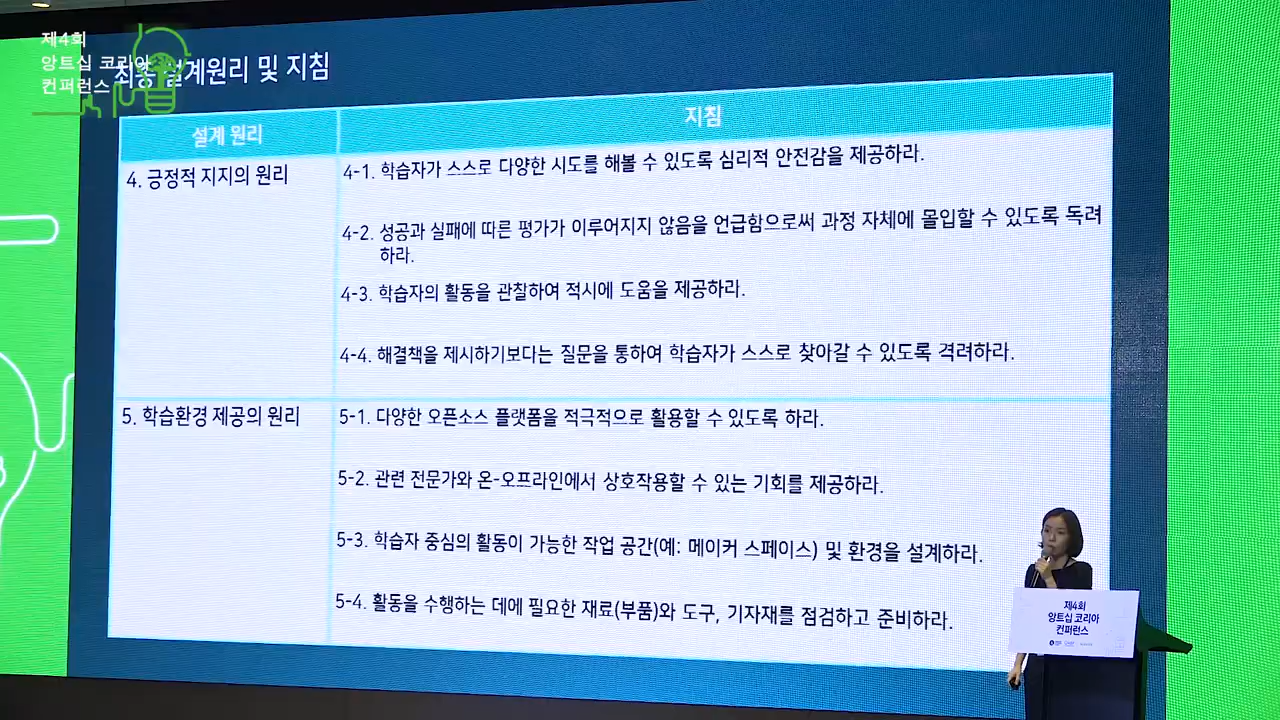 제4회
앙트십 코리아
컨퍼런스
최종 설계원리 및 지침
설계 원리
지침
4. 긍정적 지지의 원리
4-1. 학습자가 스스로 다양한 시도를 해볼 수 있도록 심리적 안전감을 제공하라.
4-2. 성공과 실패에 따른 평가가 이루어지지 않음을 언급함으로써 과정 자체에 몰입할 수 있도록 독려
하라.
4-3. 학습자의 활동을 관찰하여 적시에 도움을 제공하라.
4-4. 해결책을 제시하기보다는 질문을 통하여 학습자가 스스로 찾아갈 수 있도록 격려하라.
5. 학습환경 제공의 원리
5-1. 다양한 오픈소스 플랫폼을 적극적으로 활용할 수 있도록 하라.
5-2. 관련 전문가와 온-오프라인에서 상호작용할 수 있는 기회를 제공하라.
5-3. 학습자 중심의 활동이 가능한 작업 공간(예: 메이커 스페이스) 및 환경을 설계하라.
5-4. 활동을 수행하는 데에 필요한 재료(부품)와 도구, 기자재를 점검하고 준비하라.
제4회
앙트십 코리아
컨퍼런스